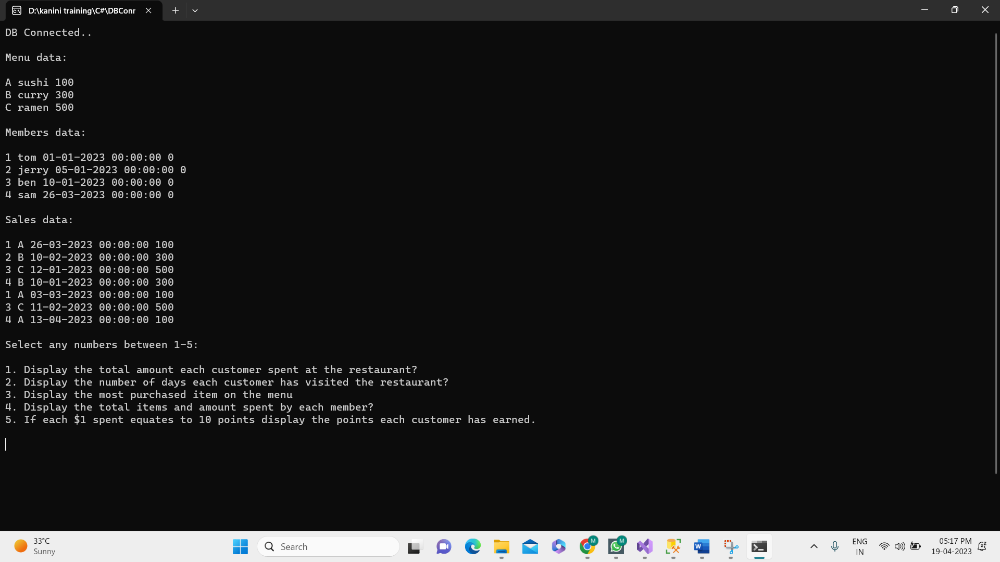 D:\kanini training\C#\DBConr
DB Connected..
Menu data:
A sushi 100
B curry 300
C ramen 500
Members data:
1 tom 01-01-2023 00:00:00 0
2 jerry 05-01-2023 00:00:00 0
3 ben 10-01-2023 00:00:00 0
4 sam 26-03-2023 00:00:00 0
Sales data:
1 A 26-03-2023 00:00:00 100
2 B 10-02-2023 00:00:00 300
3 C 12-01-2023 00:00:00 500
4 B 10-01-2023 00:00:00 300
1 A 03-03-2023 00:00:00 100
3 C 11-02-2023 00:00:00 500
4 A 13-04-2023 00:00:00 100
Select any numbers between 1-5:
1. Display the total amount each customer spent at the restaurant?
2. Display the number of days each customer has visited the restaurant?
3. Display the most purchased item on the menu
4. Display the total items and amount spent by each member?
5. If each $1 spent equates to 10 points display the points each customer has earned.
33°C
Sunny
Search
M
M
W
ENG
IN
05:17 PM
19-04-2023